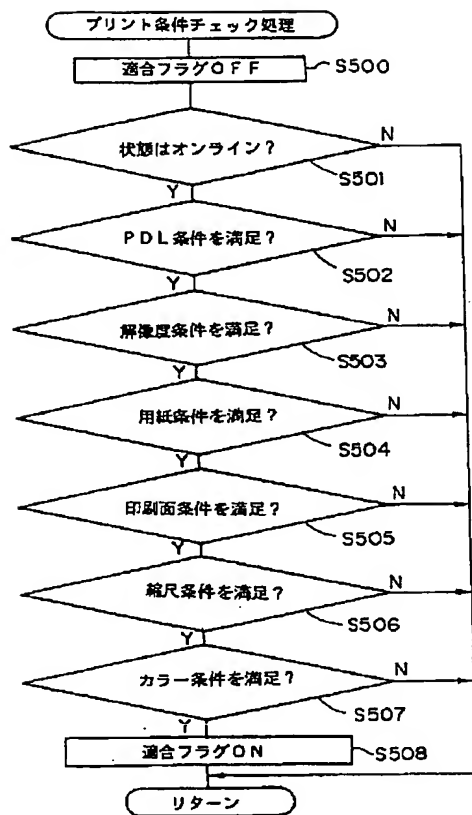 プリント条件チェック処理
適合フラグOFF
S500
状態はオンライン?
N
S501
Y
PDL条件を満足?
N
S502
Y
解像度条件を満足?
N
S503
Y
用紙条件を満足?
N
S504
Y
印刷面条件を満足?
N
S505
Y
縮尺条件を満足?
N
S506
Y
カラー条件を満足?
N
S507
Y
適合フラグON
S508
リターン